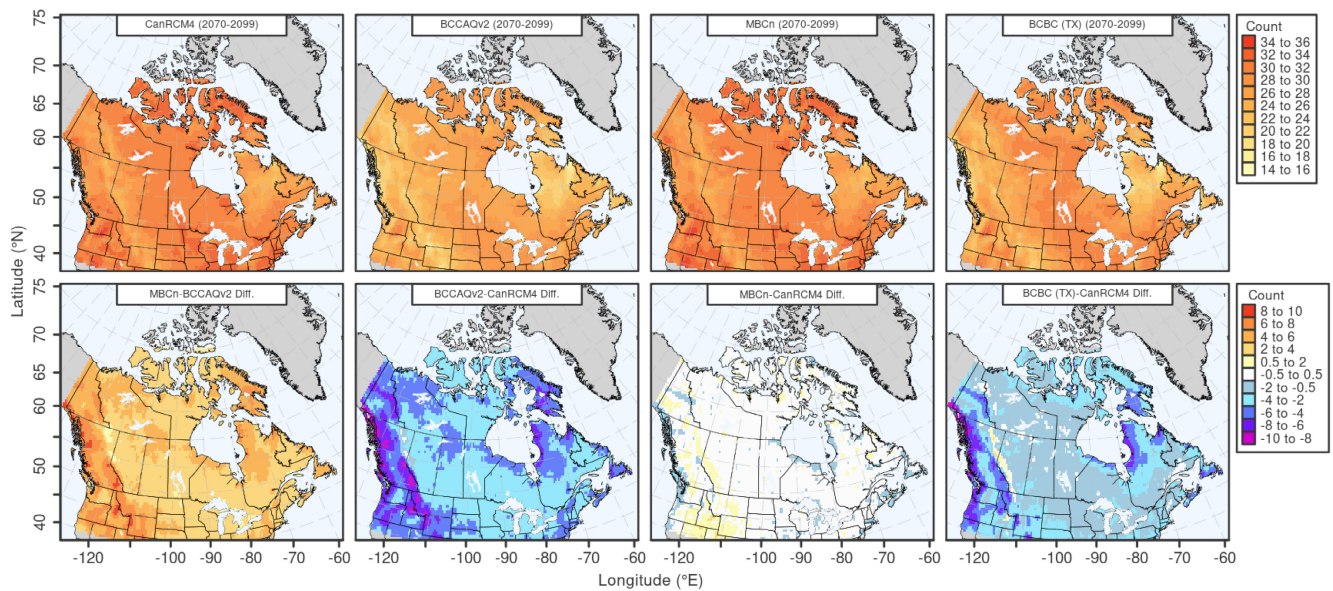 CanRCM4 (2070-2099)
BCCAQv2 (2070-2099)
MBCn (2070-2099)
BCBC (TX) (2070-2099)
75
70
65
60
50
40
Count
34 to 36
32 to 34
30 to 32
28 to 30
26 to 28
24 to 26
22 to 24
20 to 22
18 to 20
16 to 18
14 to 16
Latitude (°N)
MBCn-BCCAQv2 Diff.
BCCAQv2-CanRCM4 Diff.
MBCn-CanRCM4 Diff.
BCBC (TX)-CanRCM4 Diff.
75
70
65
60
50
40
Count
8 to 10
6 to 8
4 to 6
2 to 4
0.5 to 2
-0.5 to 0.5
-2 to -0.5
-4 to -2
-6 to -4
-8 to -6
-10 to -8
-120 -100 -90 -80 -70 -60
-120 -100 -90 -80 -70 -60
-120 -100 -90 -80 -70 -60
-120 -100 -90 -80 -70 -60
Longitude (°E)